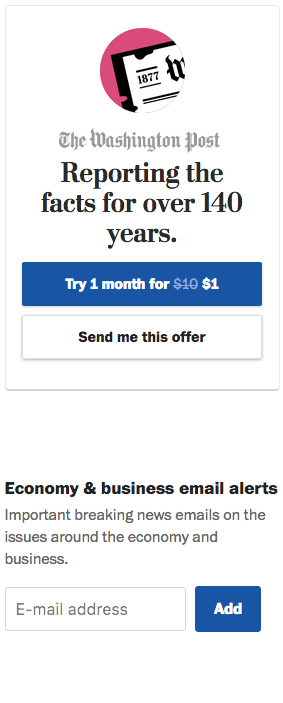 1877
The Washington Post
Reporting the
facts for over 140
years.
Try 1 month for $10 $1
Send me this offer
Economy & business email alerts
Important breaking news emails on the
issues around the economy and
business.
E-mail address
Add